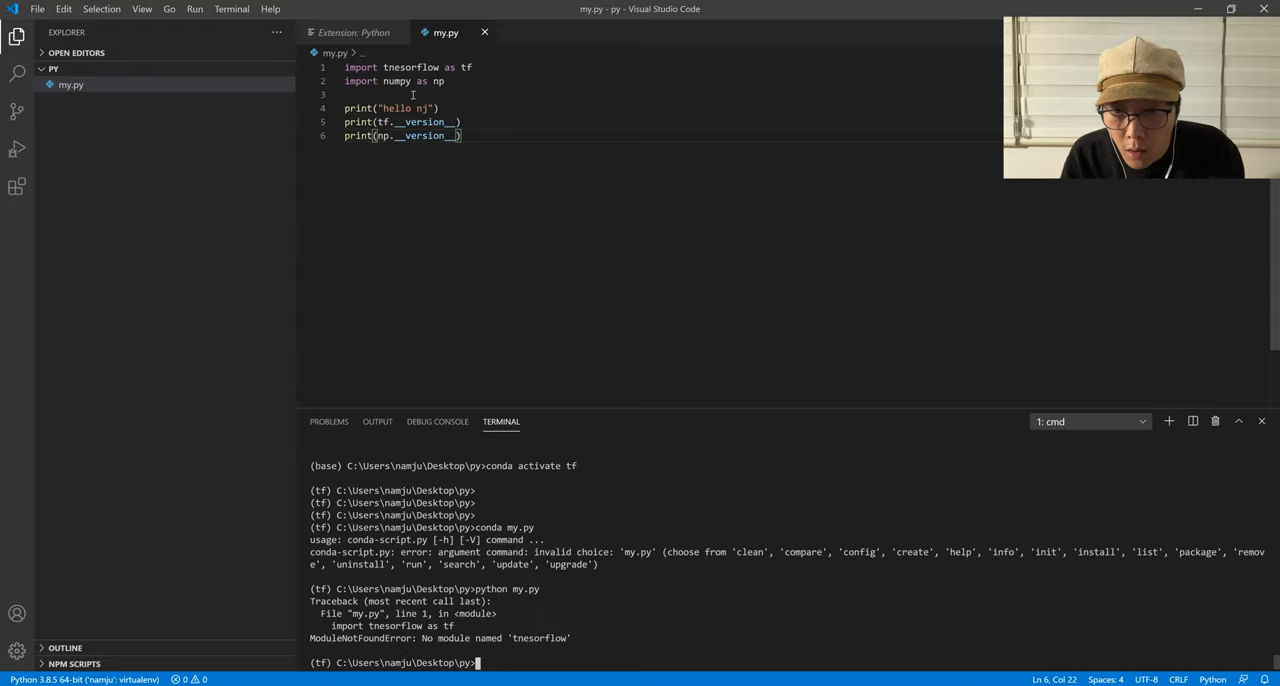 File Edit Selection View Go Run Terminal Help
my.py - py - Visual Studio Code
EXPLORER
OPEN EDITORS
PY
my.py
OUTLINE
NPM SCRIPTS
Extension: Python
my.py
my.py > ...
1 import tnesorflow as tf
2 import numpy as np
3
4 print("hello nj")
5 print(tf.__version__)
6 print(np.__version__)
PROBLEMS OUTPUT DEBUG CONSOLE TERMINAL
1: cmd
(base) C:\Users\namju\Desktop\py>conda activate tf
(tf) C:\Users\namju\Desktop\py>
(tf) C:\Users\namju\Desktop\py>
(tf) C:\Users\namju\Desktop\py>
(tf) C:\Users\namju\Desktop\py>conda my.py
usage: conda-script.py [-h] [-V] command ...
conda-script.py: error: argument command: invalid choice: 'my.py' (choose from 'clean', 'compare', 'config', 'create', 'help', 'info', 'init', 'install', 'list', 'package', 'remov
e', 'uninstall', 'run', 'search', 'update', 'upgrade')
(tf) C:\Users\namju\Desktop\py>python my.py
Traceback (most recent call last):
File "my.py", line 1, in <module>
import tnesorflow as tf
ModuleNotFoundError: No module named 'tnesorflow'
(tf) C:\Users\namju\Desktop\py>
Python 3.8.5 64-bit ('namju': virtualenv) 0 0
Ln 6, Col 22 Spaces: 4 UTF-8 CRLF Python